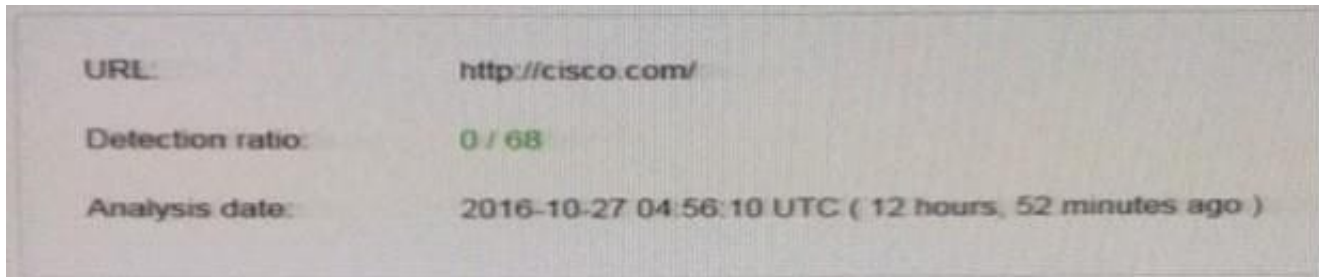 URL: http://cisco.com/
Detection ratio: 0 / 68
Analysis date: 2016-10-27 04:56:10 UTC ( 12 hours, 52 minutes ago )